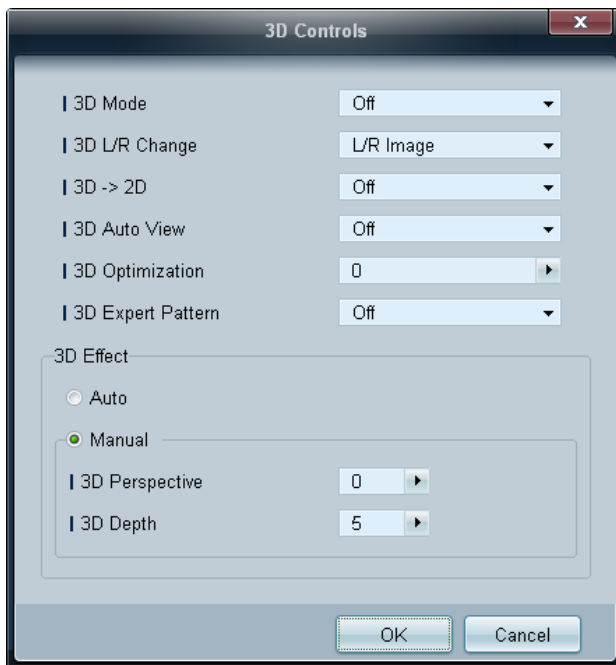 3D Controls
x
3D Mode Off
3D L/R Change L/R Image
3D -> 2D Off
3D Auto View Off
3D Optimization 0
3D Expert Pattern Off
3D Effect
Auto
Manual
3D Perspective 0
3D Depth 5
OK Cancel